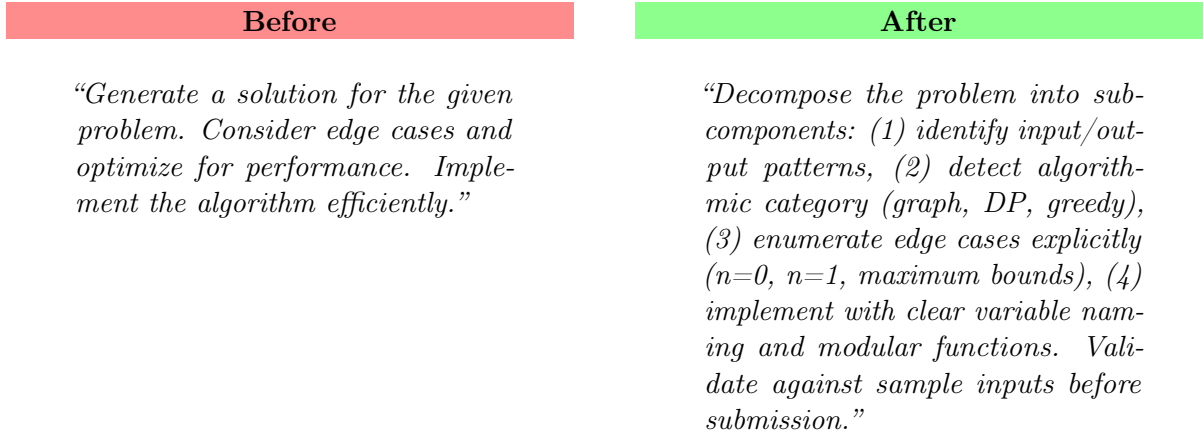 Before
“Generate a solution for the given
problem. Consider edge cases and
optimize for performance. Imple-
ment the algorithm efficiently.”
After
“Decompose the problem into sub-
components: (1) identify input/out-
put patterns, (2) detect algorith-
mic category (graph, DP, greedy),
(3) enumerate edge cases explicitly
(n=0, n=1, maximum bounds), (4)
implement with clear variable nam-
ing and modular functions. Vali-
date against sample inputs before
submission.”